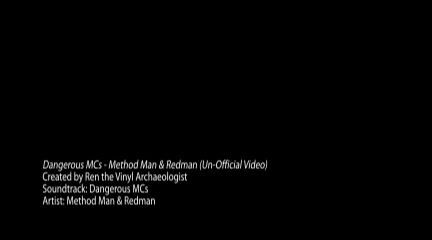 Dangerous MCs - Method Man & Redman (Un-Official Video)
Created by Ren the Vinyl Archaeologist
Soundtrack: Dangerous MCs
Artist: Method Man & Redman